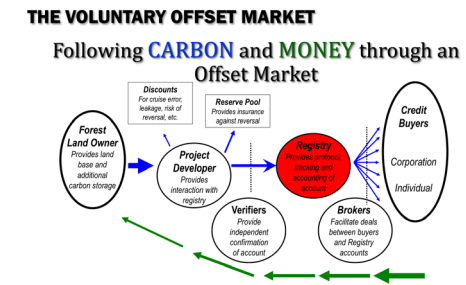 THE VOLUNTARY OFFSET MARKET
Following CARBON and MONEY through an
Offset Market
Discounts
For cruise error,
leakage, risk of
reversal, etc.
Reserve Pool
Provides insurance
against reversal
Forest
Land Owner
Provides land
base and
additional
carbon storage
Project
Developer
Provides
interaction with
registry
Registry
Provides protocol,
tracking and
accounting of
account
Credit
Buyers
Corporation
Individual
Verifiers
Provide
independent
confirmation
of account
Brokers
Facilitate deals
between buyers
and Registry
accounts